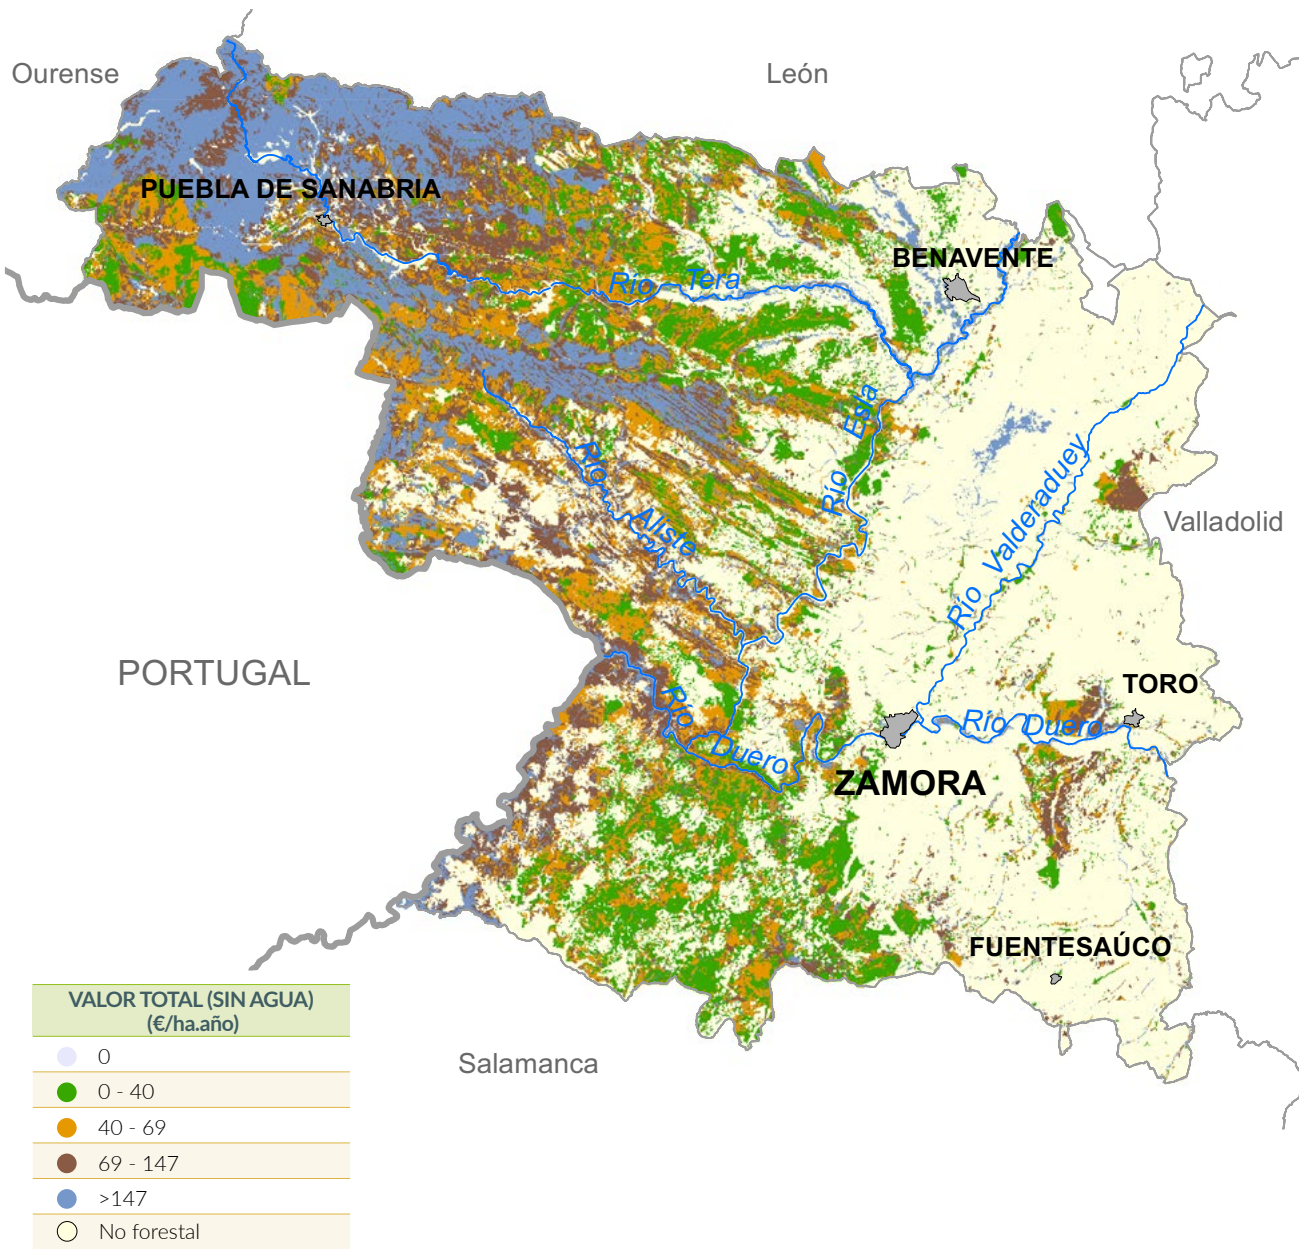 Ourense
León
PUEBLA DE SANABRIA
BENAVENTE
Río Tera
Río Esla
Río Valderaduey
Valladolid
Río Aliste
PORTUGAL
TORO
Río Duero
Río Duero
ZAMORA
FUENTESAÚCO
Salamanca
VALOR TOTAL (SIN AGUA)
(€/ha.año)
0
0 - 40
40 - 69
69 - 147
>147
No forestal